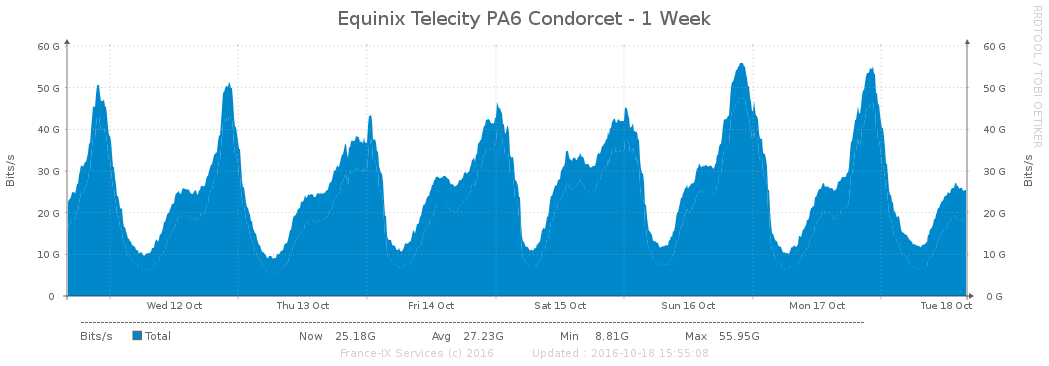 Equinix Telecity PA6 Condorcet - 1 Week
RRDTOOL / TOBI OETIKER
Bits/s
60 G 60 G
50 G 50 G
40 G 40 G
30 G 30 G
20 G 20 G
10 G 10 G
0 0 G
Bits/s
Wed 12 Oct Thu 13 Oct Fri 14 Oct Sat 15 Oct Sun 16 Oct Mon 17 Oct Tue 18 Oct
Bits/s Total Now 25.18G Avg 27.23G Min 8.81G Max 55.95G
France-IX Services (c) 2016 Updated : 2016-10-18 15:55:08